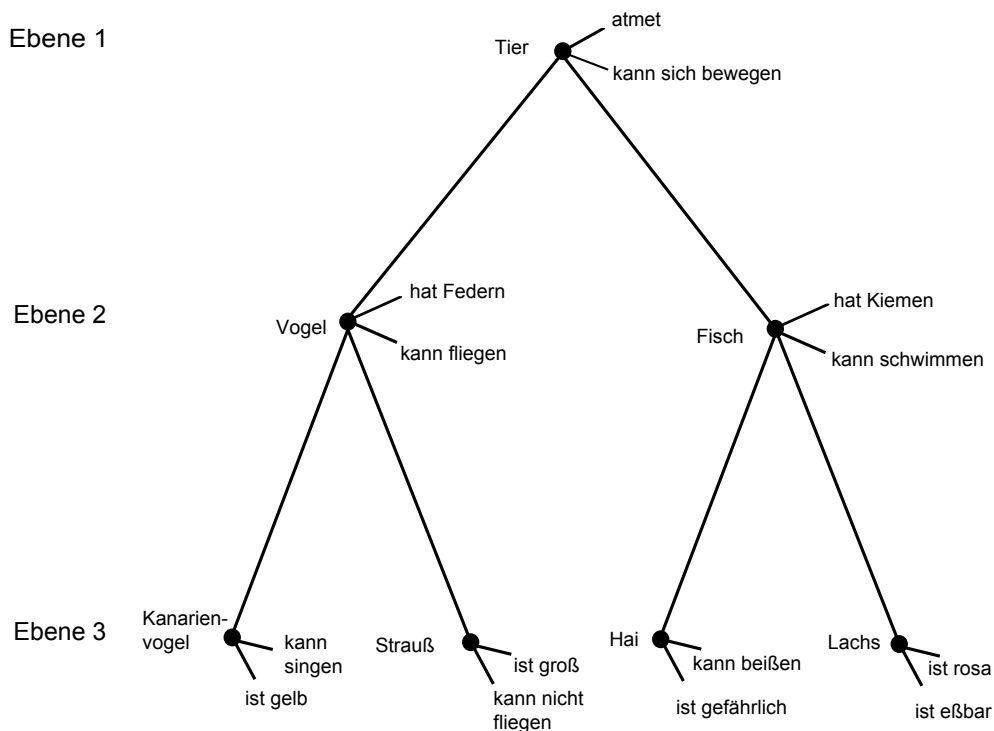 Ebene 1
Tier
atmet
kann sich bewegen
Ebene 2
Vogel
hat Federn
kann fliegen
Fisch
hat Kiemen
kann schwimmen
Ebene 3
Kanarien-
vogel
kann
singen
ist gelb
Strauß
ist groß
kann nicht
fliegen
Hai
kann beißen
ist gefährlich
Lachs
ist rosa
ist eßbar